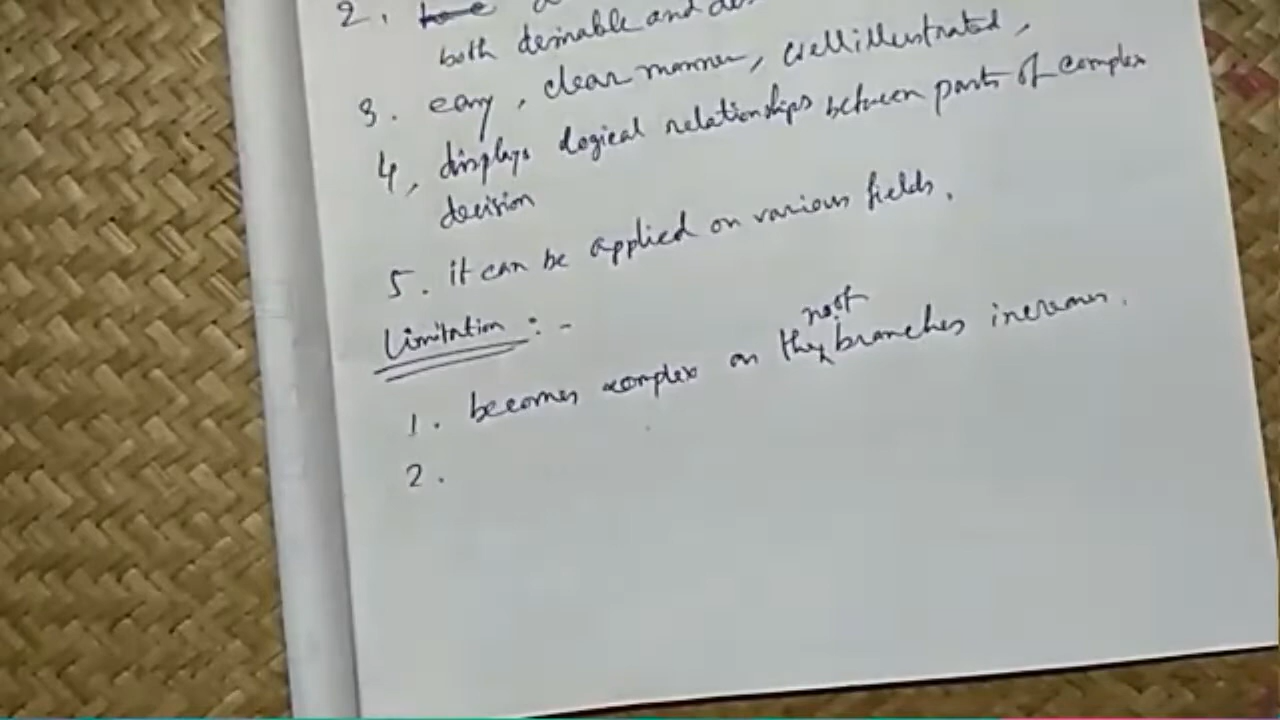 2.
both desirable and
3. easy, clear manner, well illustrated,
4, displays logical relationships between parts of complex
decision
5. it can be applied on various fields.
Limitation :-
no of
1. becomes complex as the branches increases.
2.